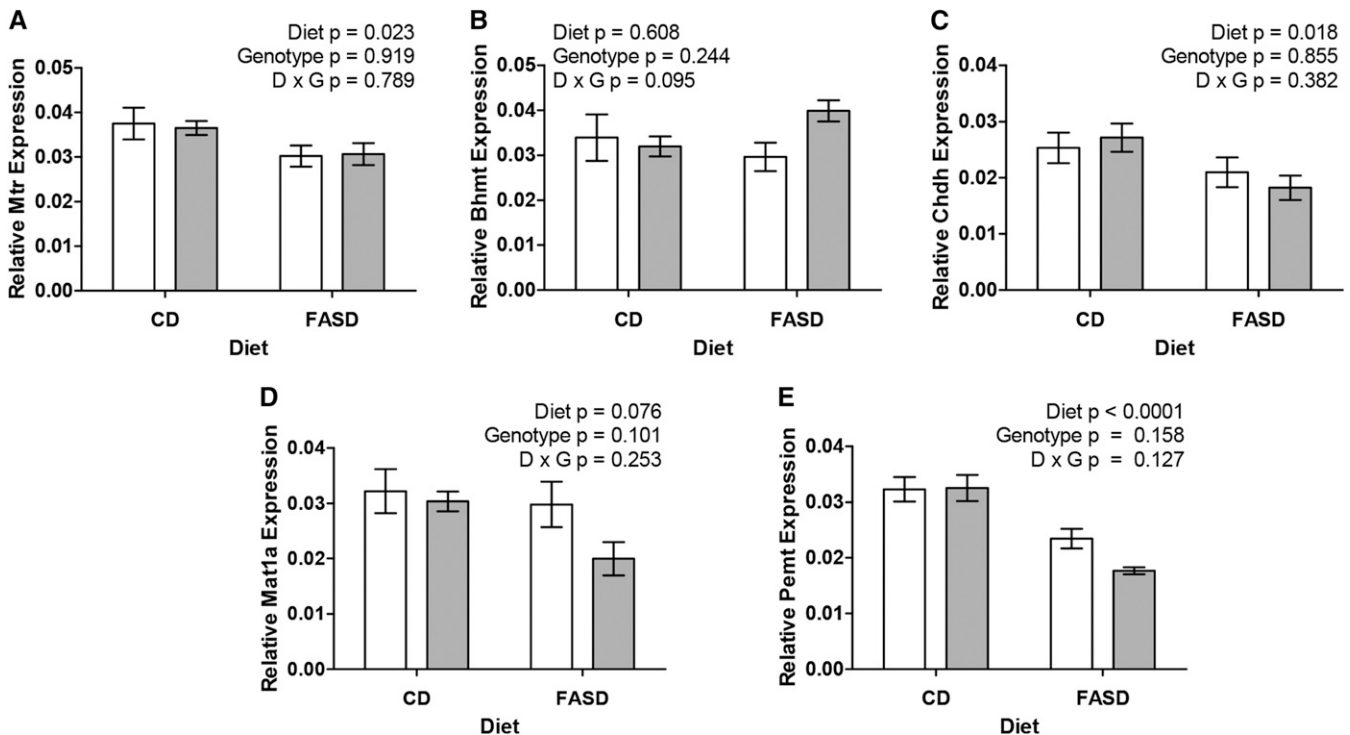 A
Diet p = 0.023
Genotype p = 0.919
D x G p = 0.789
Relative Mtr Expression
0.05
0.04
0.03
0.02
0.01
0.00
CD
FASD
Diet
B
Diet p = 0.608
Genotype p = 0.244
D x G p = 0.095
Relative Bhmt Expression
0.05
0.04
0.03
0.02
0.01
0.00
CD
FASD
Diet
C
Diet p = 0.018
Genotype p = 0.855
D x G p = 0.382
Relative Chdh Expression
0.04
0.03
0.02
0.01
0.00
CD
FASD
Diet
D
Diet p = 0.076
Genotype p = 0.101
D x G p = 0.253
Relative Mat1a Expression
0.04
0.03
0.02
0.01
0.00
CD
FASD
Diet
E
Diet p < 0.0001
Genotype p = 0.158
D x G p = 0.127
Relative Pemt Expression
0.04
0.03
0.02
0.01
0.00
CD
FASD
Diet